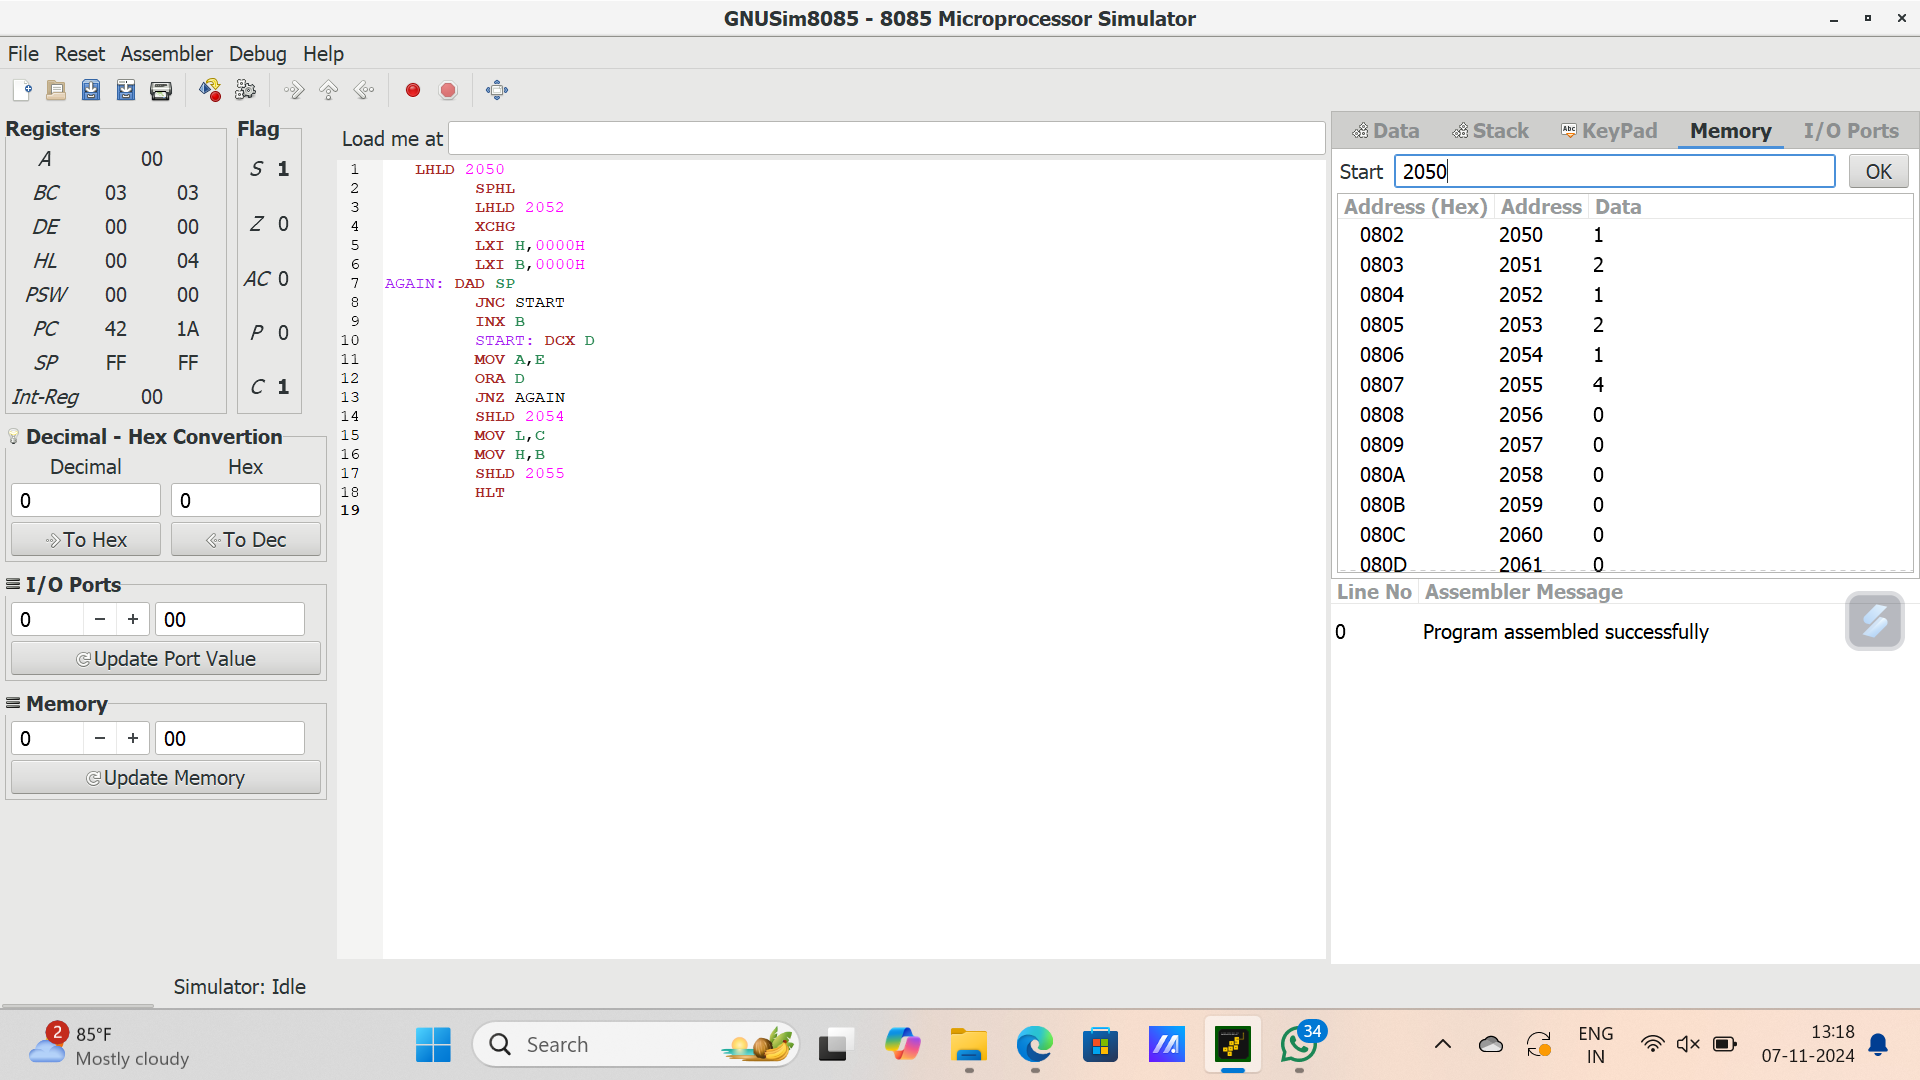 GNUSim8085 - 8085 Microprocessor Simulator
File Reset Assembler Debug Help
Registers
A 00
BC 03 03
DE 00 00
HL 00 04
PSW 00 00
PC 42 1A
SP FF FF
Int-Reg 00
Flag
S 1
Z 0
AC 0
P 0
C 1
Decimal - Hex Convertion
Decimal Hex
0 0
To Hex To Dec
I/O Ports
0 − + 00
Update Port Value
Memory
0 − + 00
Update Memory
Load me at
1 LHLD 2050
2 SPHL
3 LHLD 2052
4 XCHG
5 LXI H,0000H
6 LXI B,0000H
7 AGAIN: DAD SP
8 JNC START
9 INX B
10 START: DCX D
11 MOV A,E
12 ORA D
13 JNZ AGAIN
14 SHLD 2054
15 MOV L,C
16 MOV H,B
17 SHLD 2055
18 HLT
19
Data Stack Abc KeyPad Memory I/O Ports
Start 2050 OK
Address (Hex) Address Data
0802 2050 1
0803 2051 2
0804 2052 1
0805 2053 2
0806 2054 1
0807 2055 4
0808 2056 0
0809 2057 0
080A 2058 0
080B 2059 0
080C 2060 0
080D 2061 0
Line No Assembler Message
0 Program assembled successfully
Simulator: Idle
2 85°F
Mostly cloudy
Search
34
ENG
IN
13:18
07-11-2024